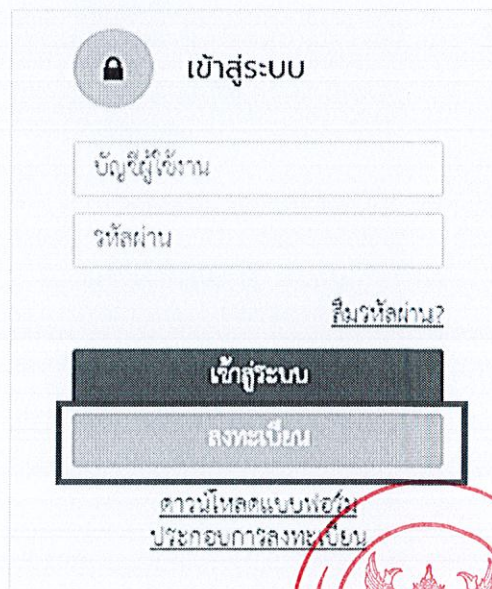 เข้าสู่ระบบ
บัญชีผู้ใช้งาน
รหัสผ่าน
ลืมรหัสผ่าน?
เข้าสู่ระบบ
ลงทะเบียน
ดาวน์โหลดแบบฟอร์ม
ประกอบการลงทะเบียน